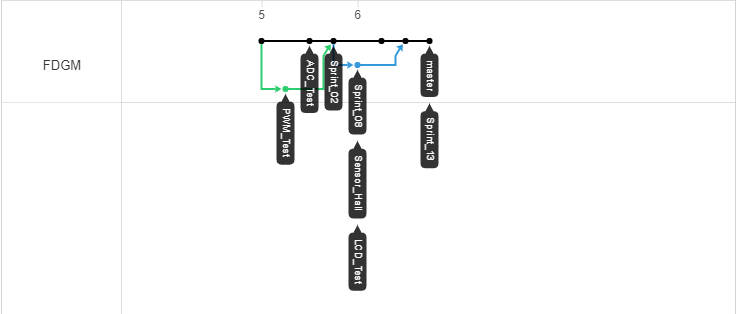 5 6
FDGM
PWM_Test
ADC_Test
Sprint_02
Sprint_08
Sensor_Hall
LCD_Test
master
Sprint_13